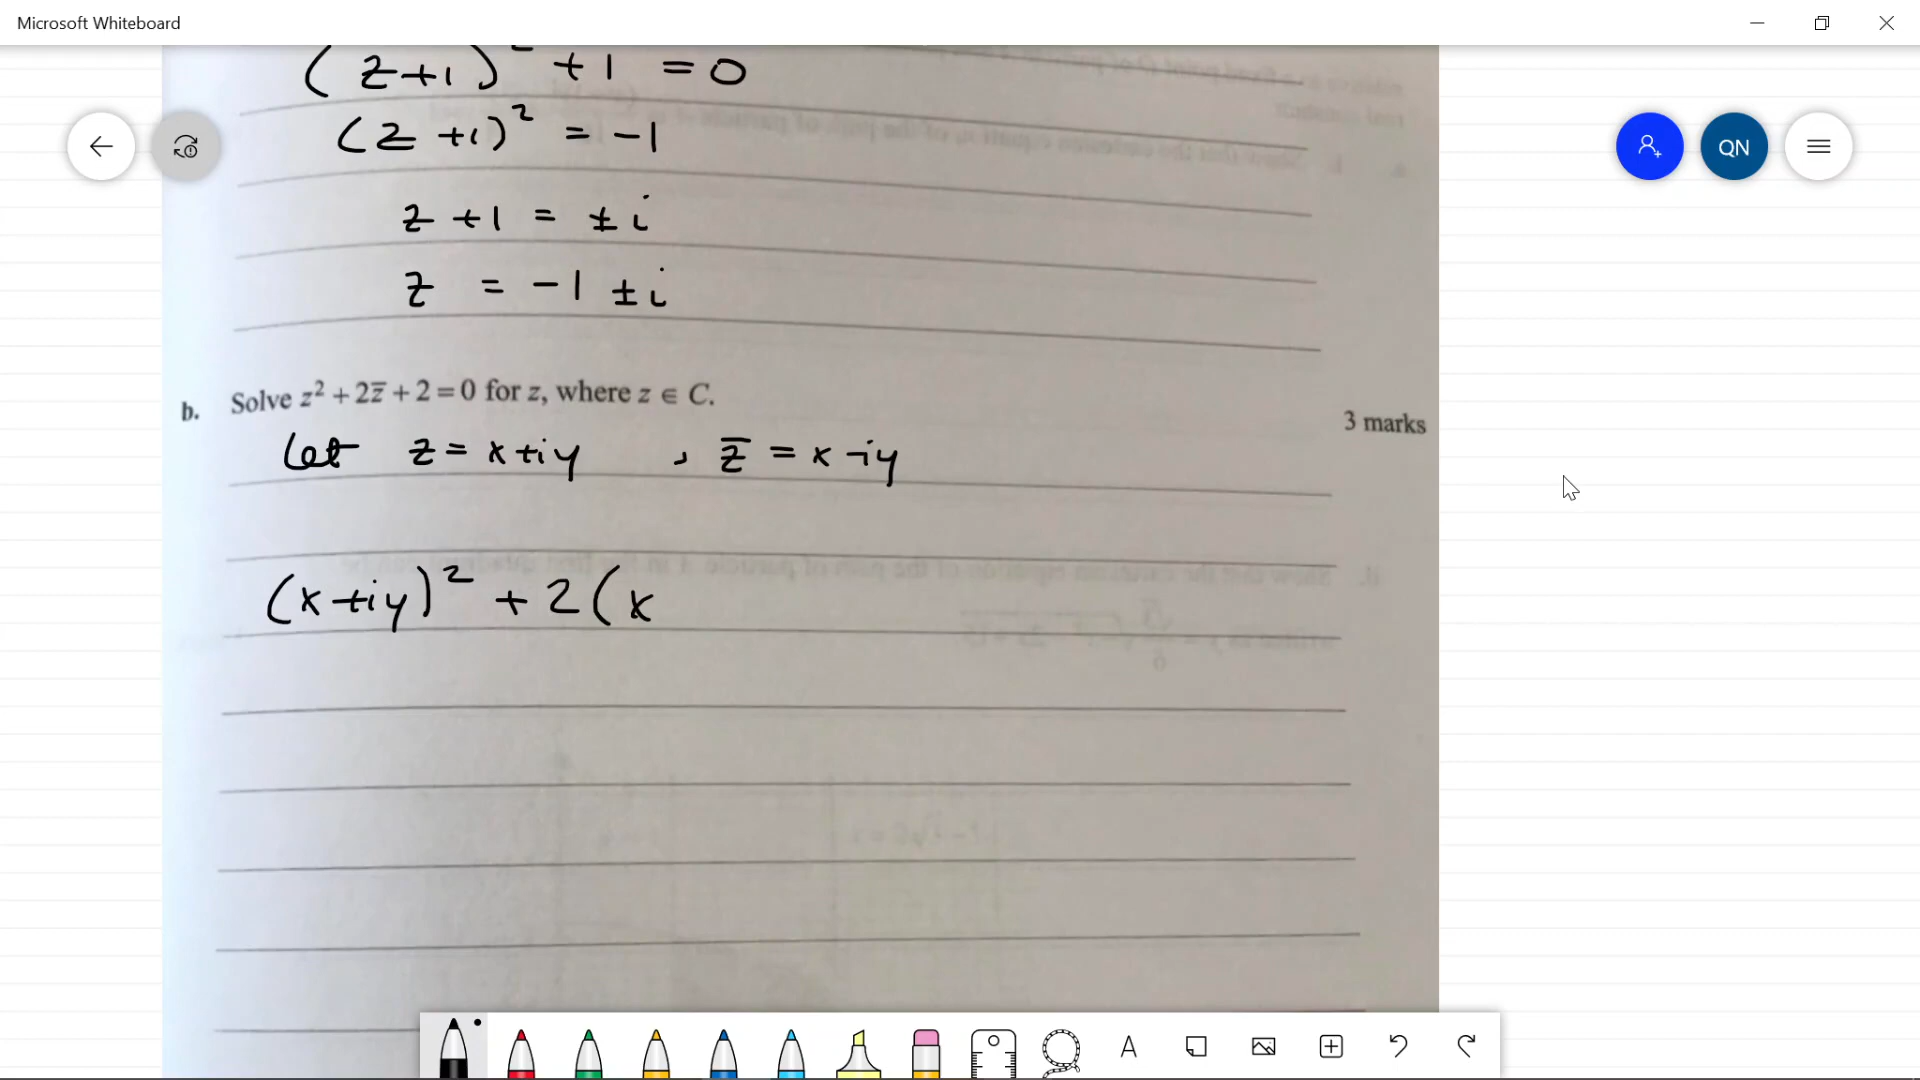 Microsoft Whiteboard
(z+1)² + 1 = 0
(z +1)² = -1
z +1 = ± i
z = -1 ± i
QN
b. Solve z² + 2z̅ + 2 = 0 for z, where z ∈ C.
3 marks
Let z = x+iy , z̅ = x-iy
(x+iy)² + 2(x
A